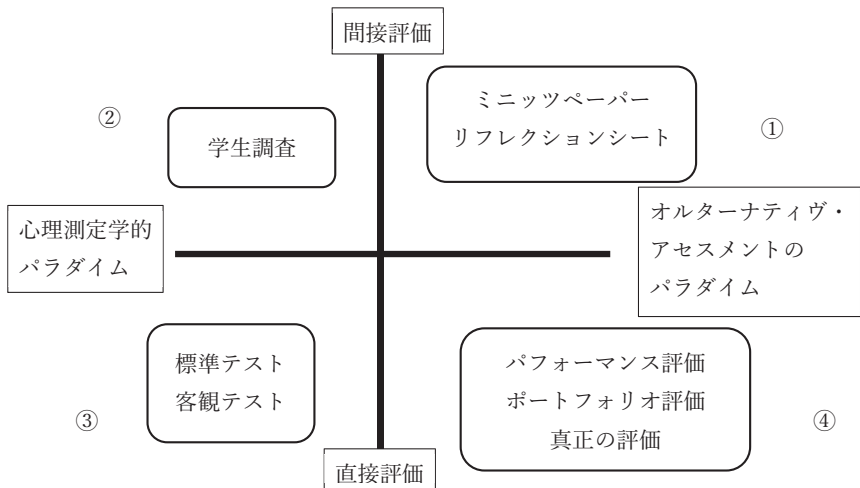 間接評価
ミニッツペーパー
リフレクションシート
①
②
学生調査
心理測定学的
パラダイム
オルターナティヴ・
アセスメントの
パラダイム
標準テスト
客観テスト
③
パフォーマンス評価
ポートフォリオ評価
真正の評価
④
直接評価